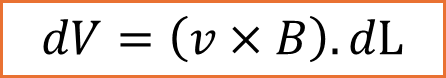 dV = (v × B). dL